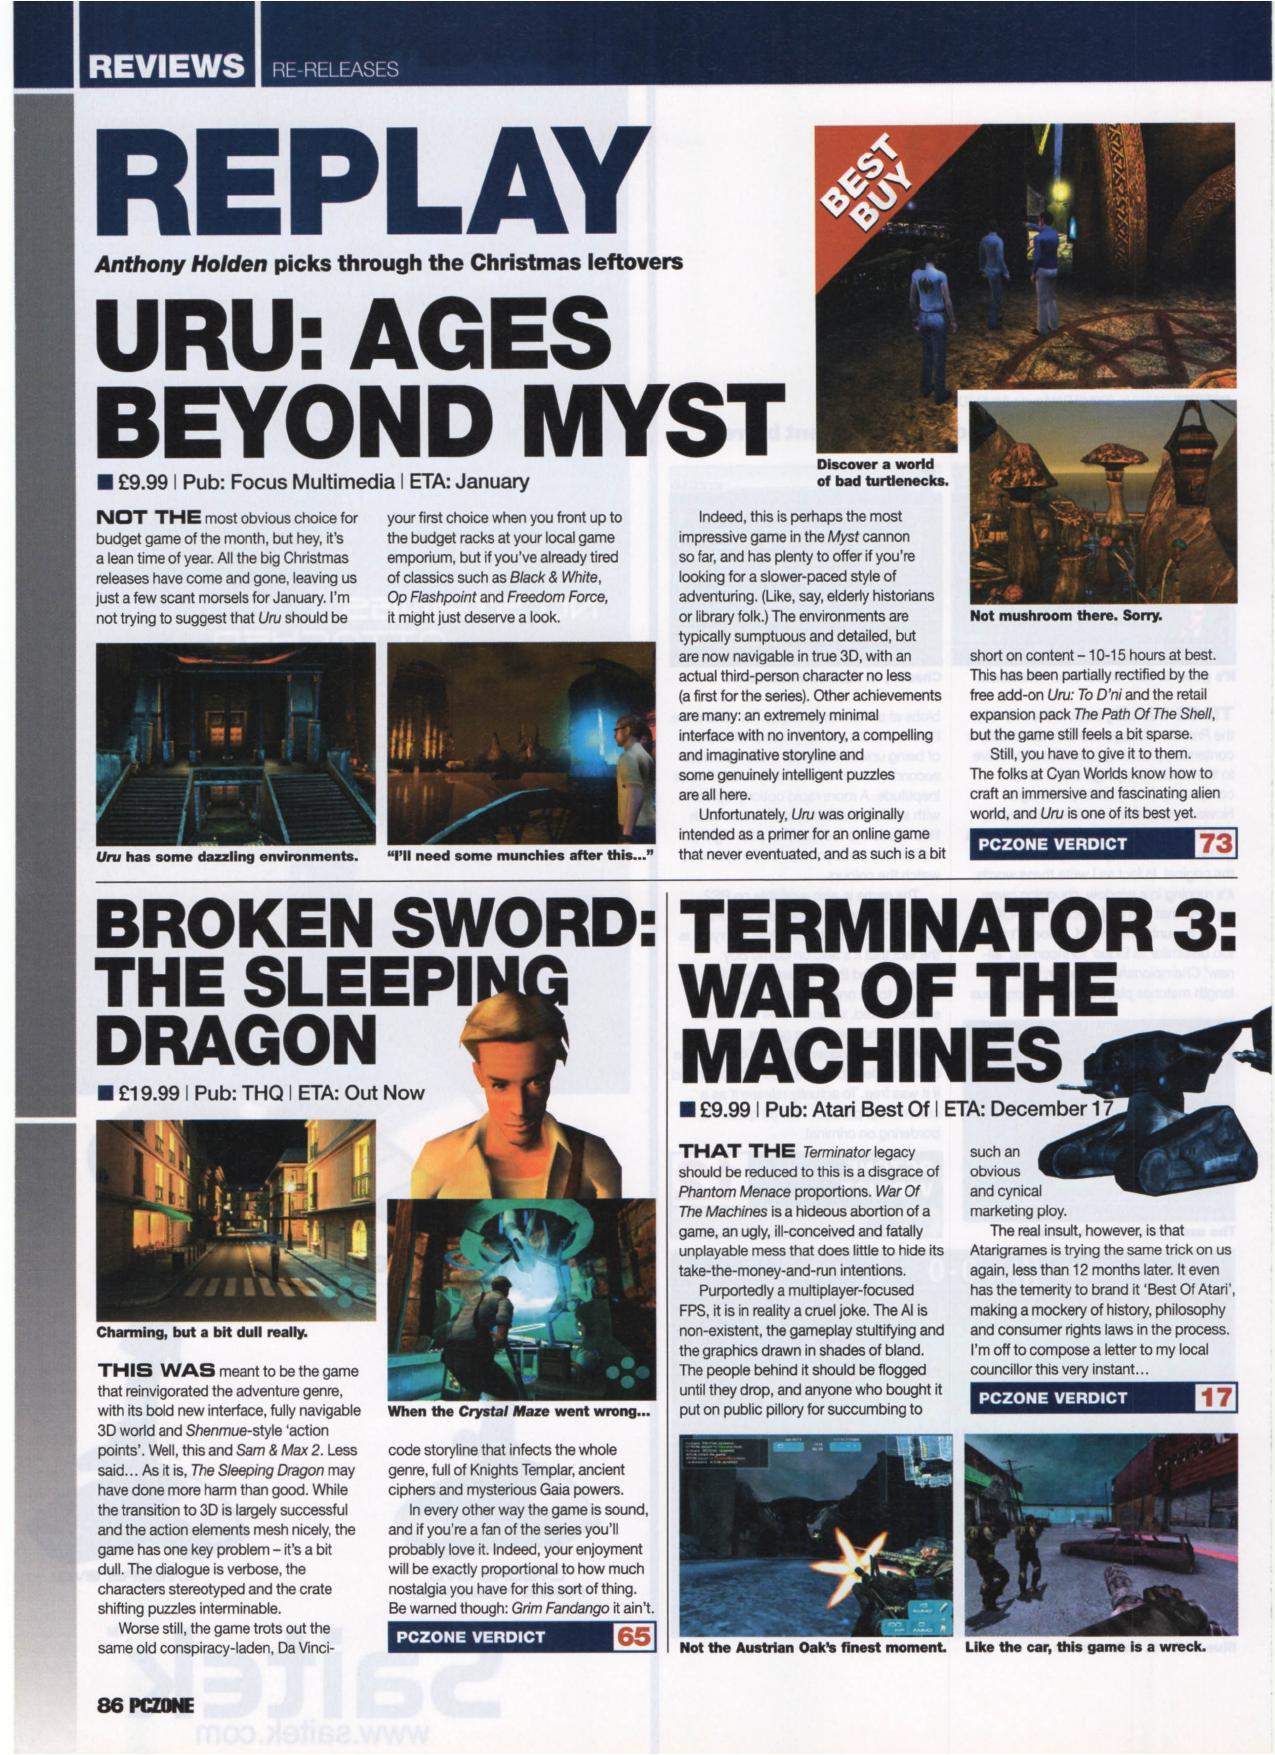 REVIEWS
RE-RELEASES
REPLAY
Anthony Holden picks through the Christmas leftovers
URU: AGES
BEYOND MYST
£9.99 | Pub: Focus Multimedia | ETA: January
NOT THE most obvious choice for
budget game of the month, but hey, it's
a lean time of year. All the big Christmas
releases have come and gone, leaving us
just a few scant morsels for January. I'm
not trying to suggest that Uru should be
your first choice when you front up to
the budget racks at your local game
emporium, but if you've already tired
of classics such as Black & White,
Op Flashpoint and Freedom Force,
it might just deserve a look.
Uru has some dazzling environments.
"I'll need some munchies after this..."
Indeed, this is perhaps the most
impressive game in the Myst cannon
so far, and has plenty to offer if you're
looking for a slower-paced style of
adventuring. (Like, say, elderly historians
or library folk.) The environments are
typically sumptuous and detailed, but
are now navigable in true 3D, with an
actual third-person character no less
(a first for the series). Other achievements
are many: an extremely minimal
interface with no inventory, a compelling
and imaginative storyline and
some genuinely intelligent puzzles
are all here.
Unfortunately, Uru was originally
intended as a primer for an online game
that never eventuated, and as such is a bit
BEST
BUY
Discover a world
of bad turtlenecks.
Not mushroom there. Sorry.
short on content – 10-15 hours at best.
This has been partially rectified by the
free add-on Uru: To D'ni and the retail
expansion pack The Path Of The Shell,
but the game still feels a bit sparse.
Still, you have to give it to them.
The folks at Cyan Worlds know how to
craft an immersive and fascinating alien
world, and Uru is one of its best yet.
PCZONE VERDICT 73
BROKEN SWORD:
THE SLEEPING
DRAGON
£19.99 | Pub: THQ | ETA: Out Now
Charming, but a bit dull really.
THIS WAS meant to be the game
that reinvigorated the adventure genre,
with its bold new interface, fully navigable
3D world and Shenmue-style 'action
points'. Well, this and Sam & Max 2. Less
said... As it is, The Sleeping Dragon may
have done more harm than good. While
the transition to 3D is largely successful
and the action elements mesh nicely, the
game has one key problem – it's a bit
dull. The dialogue is verbose, the
characters stereotyped and the crate
shifting puzzles interminable.
Worse still, the game trots out the
same old conspiracy-laden, Da Vinci-
When the Crystal Maze went wrong...
code storyline that infects the whole
genre, full of Knights Templar, ancient
ciphers and mysterious Gaia powers.
In every other way the game is sound,
and if you're a fan of the series you'll
probably love it. Indeed, your enjoyment
will be exactly proportional to how much
nostalgia you have for this sort of thing.
Be warned though: Grim Fandango it ain't.
PCZONE VERDICT 65
TERMINATOR 3:
WAR OF THE
MACHINES
£9.99 | Pub: Atari Best Of | ETA: December 17
THAT THE Terminator legacy
should be reduced to this is a disgrace of
Phantom Menace proportions. War Of
The Machines is a hideous abortion of a
game, an ugly, ill-conceived and fatally
unplayable mess that does little to hide its
take-the-money-and-run intentions.
Purportedly a multiplayer-focused
FPS, it is in reality a cruel joke. The AI is
non-existent, the gameplay stultifying and
the graphics drawn in shades of bland.
The people behind it should be flogged
until they drop, and anyone who bought it
put on public pillory for succumbing to
such an
obvious
and cynical
marketing ploy.
The real insult, however, is that
Atarigrames is trying the same trick on us
again, less than 12 months later. It even
has the temerity to brand it 'Best Of Atari',
making a mockery of history, philosophy
and consumer rights laws in the process.
I'm off to compose a letter to my local
councillor this very instant...
PCZONE VERDICT 17
Not the Austrian Oak's finest moment.
Like the car, this game is a wreck.
86 PCZONE